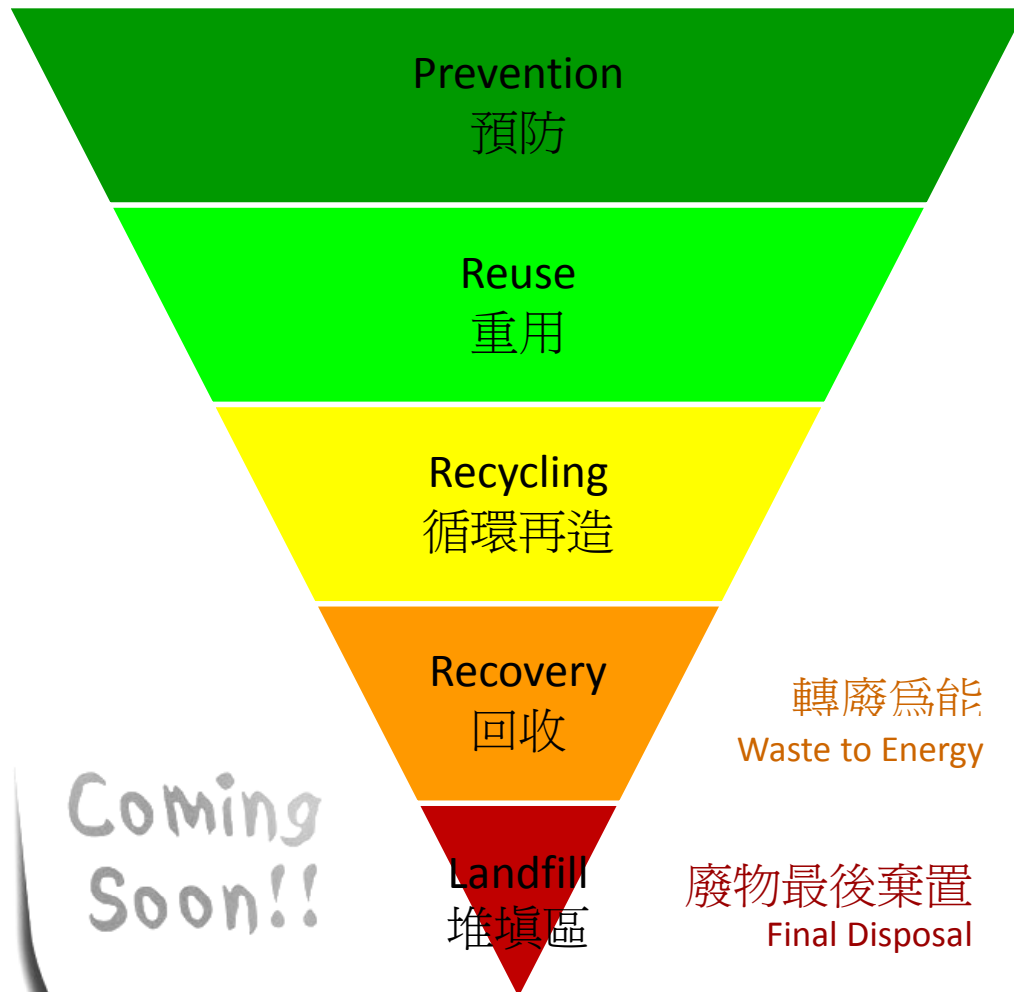 Prevention
預防
Reuse
重用
Recycling
循環再造
Recovery
回收
轉廢為能
Waste to Energy
Coming
Soon!!
Landfill
堆填區
廢物最後棄置
Final Disposal